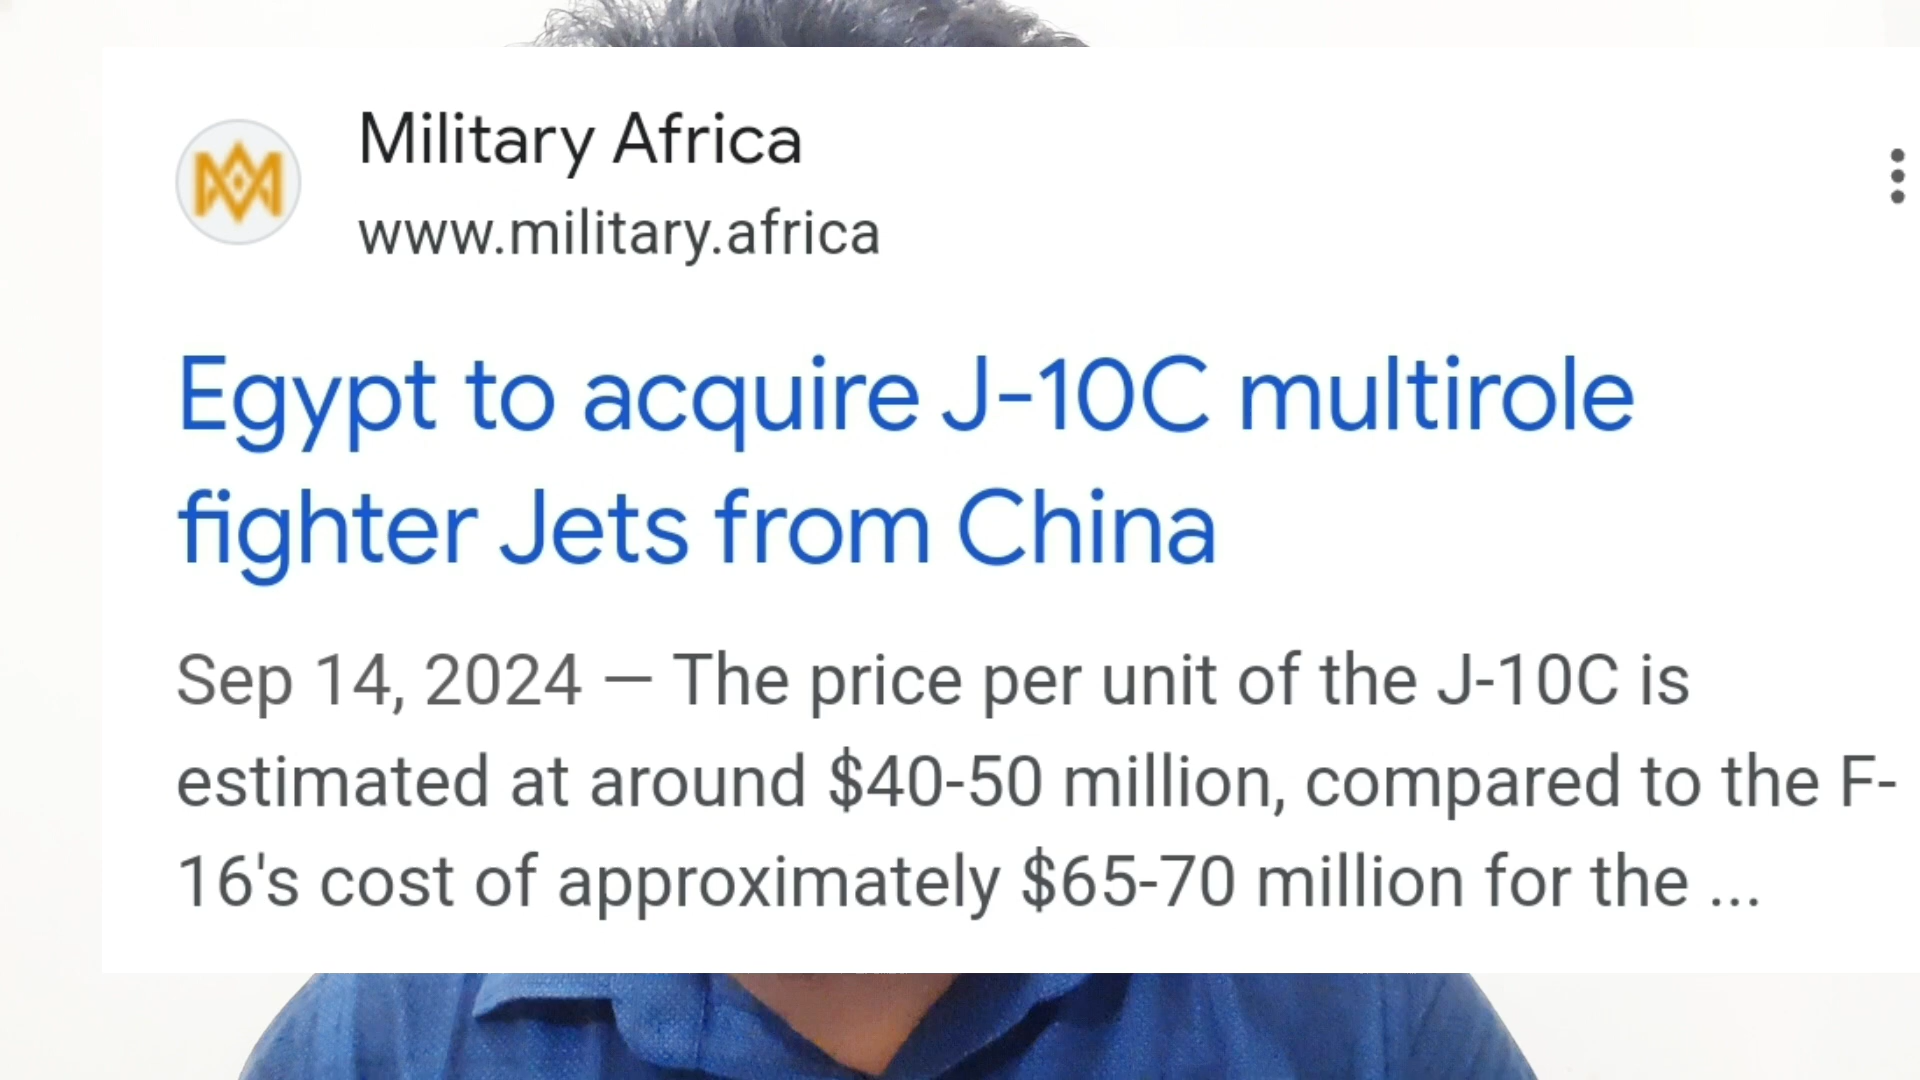 Military Africa
www.military.africa
Egypt to acquire J-10C multirole
fighter Jets from China
Sep 14, 2024 — The price per unit of the J-10C is
estimated at around $40-50 million, compared to the F-
16's cost of approximately $65-70 million for the ...